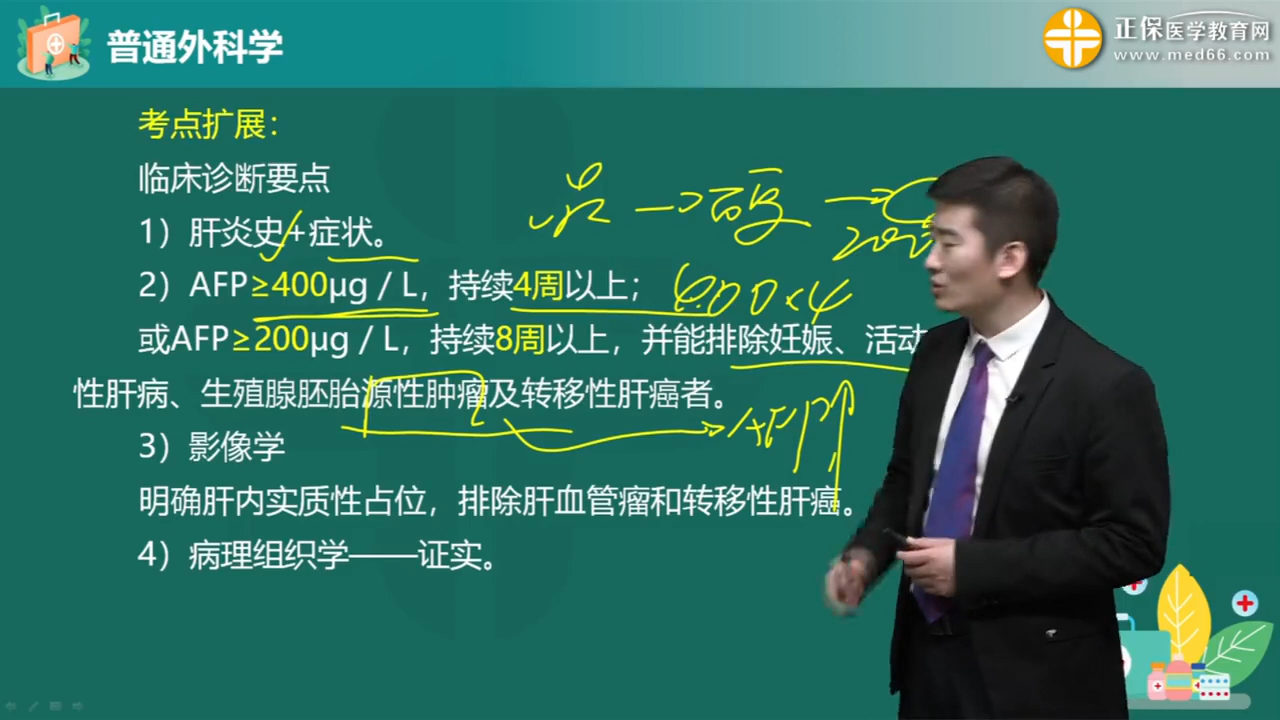 普通外科学
正保医学教育网
www.med66.com
考点扩展：
临床诊断要点
1）肝炎史+症状。
2）AFP≥400μg / L，持续4周以上；
400×4
或AFP≥200μg / L，持续8周以上，并能排除妊娠、活动
性肝病、生殖腺胚胎源性肿瘤及转移性肝癌者。
AFP↑
3）影像学
明确肝内实质性占位，排除肝血管瘤和转移性肝癌。
4）病理组织学——证实。